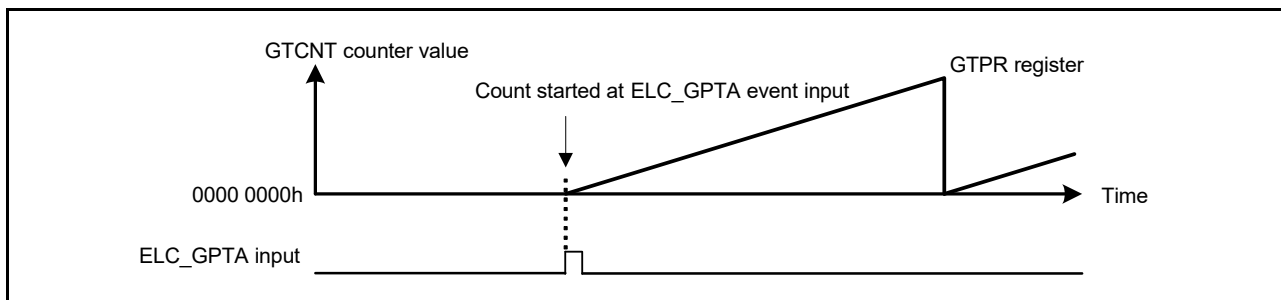 GTCNT counter value
GTPR register
Count started at ELC_GPTA event input
0000 0000h
Time
ELC_GPTA input